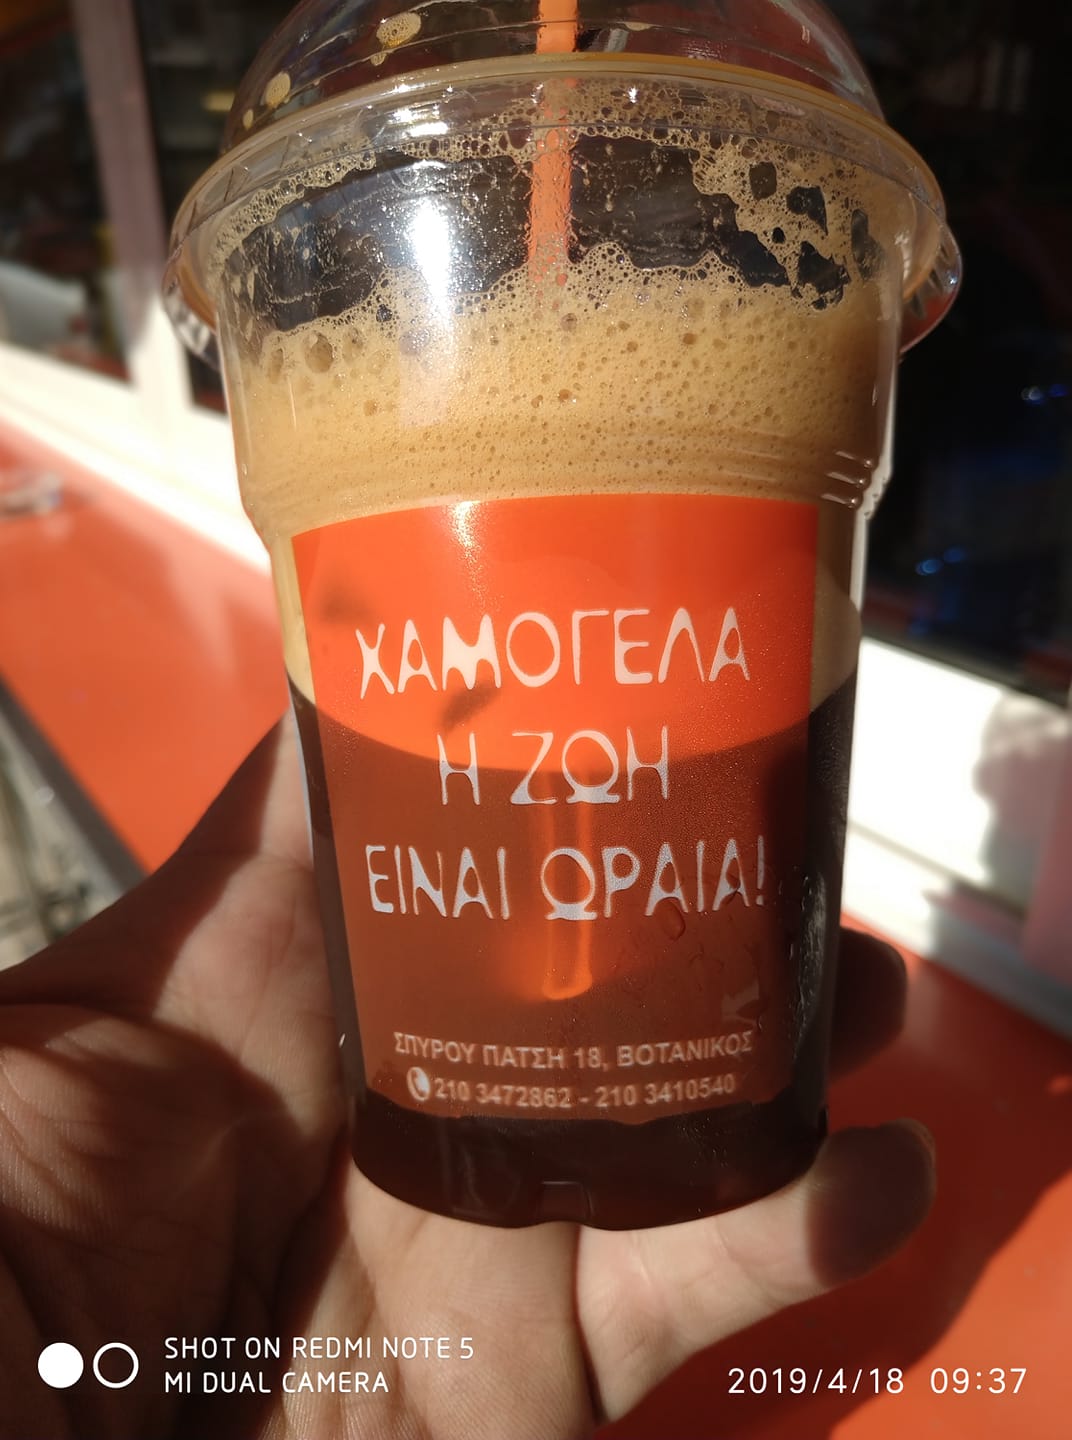 ΧΑΜΟΓΕΛΑ
Η ΖΩΗ
ΕΙΝΑΙ ΩΡΑΙΑ!
ΣΠΥΡΟΥ ΠΑΤΣΗ 18, ΒΟΤΑΝΙΚΟΣ
210 3472862 - 210 3410540
SHOT ON REDMI NOTE 5
MI DUAL CAMERA
2019/4/18 09:37